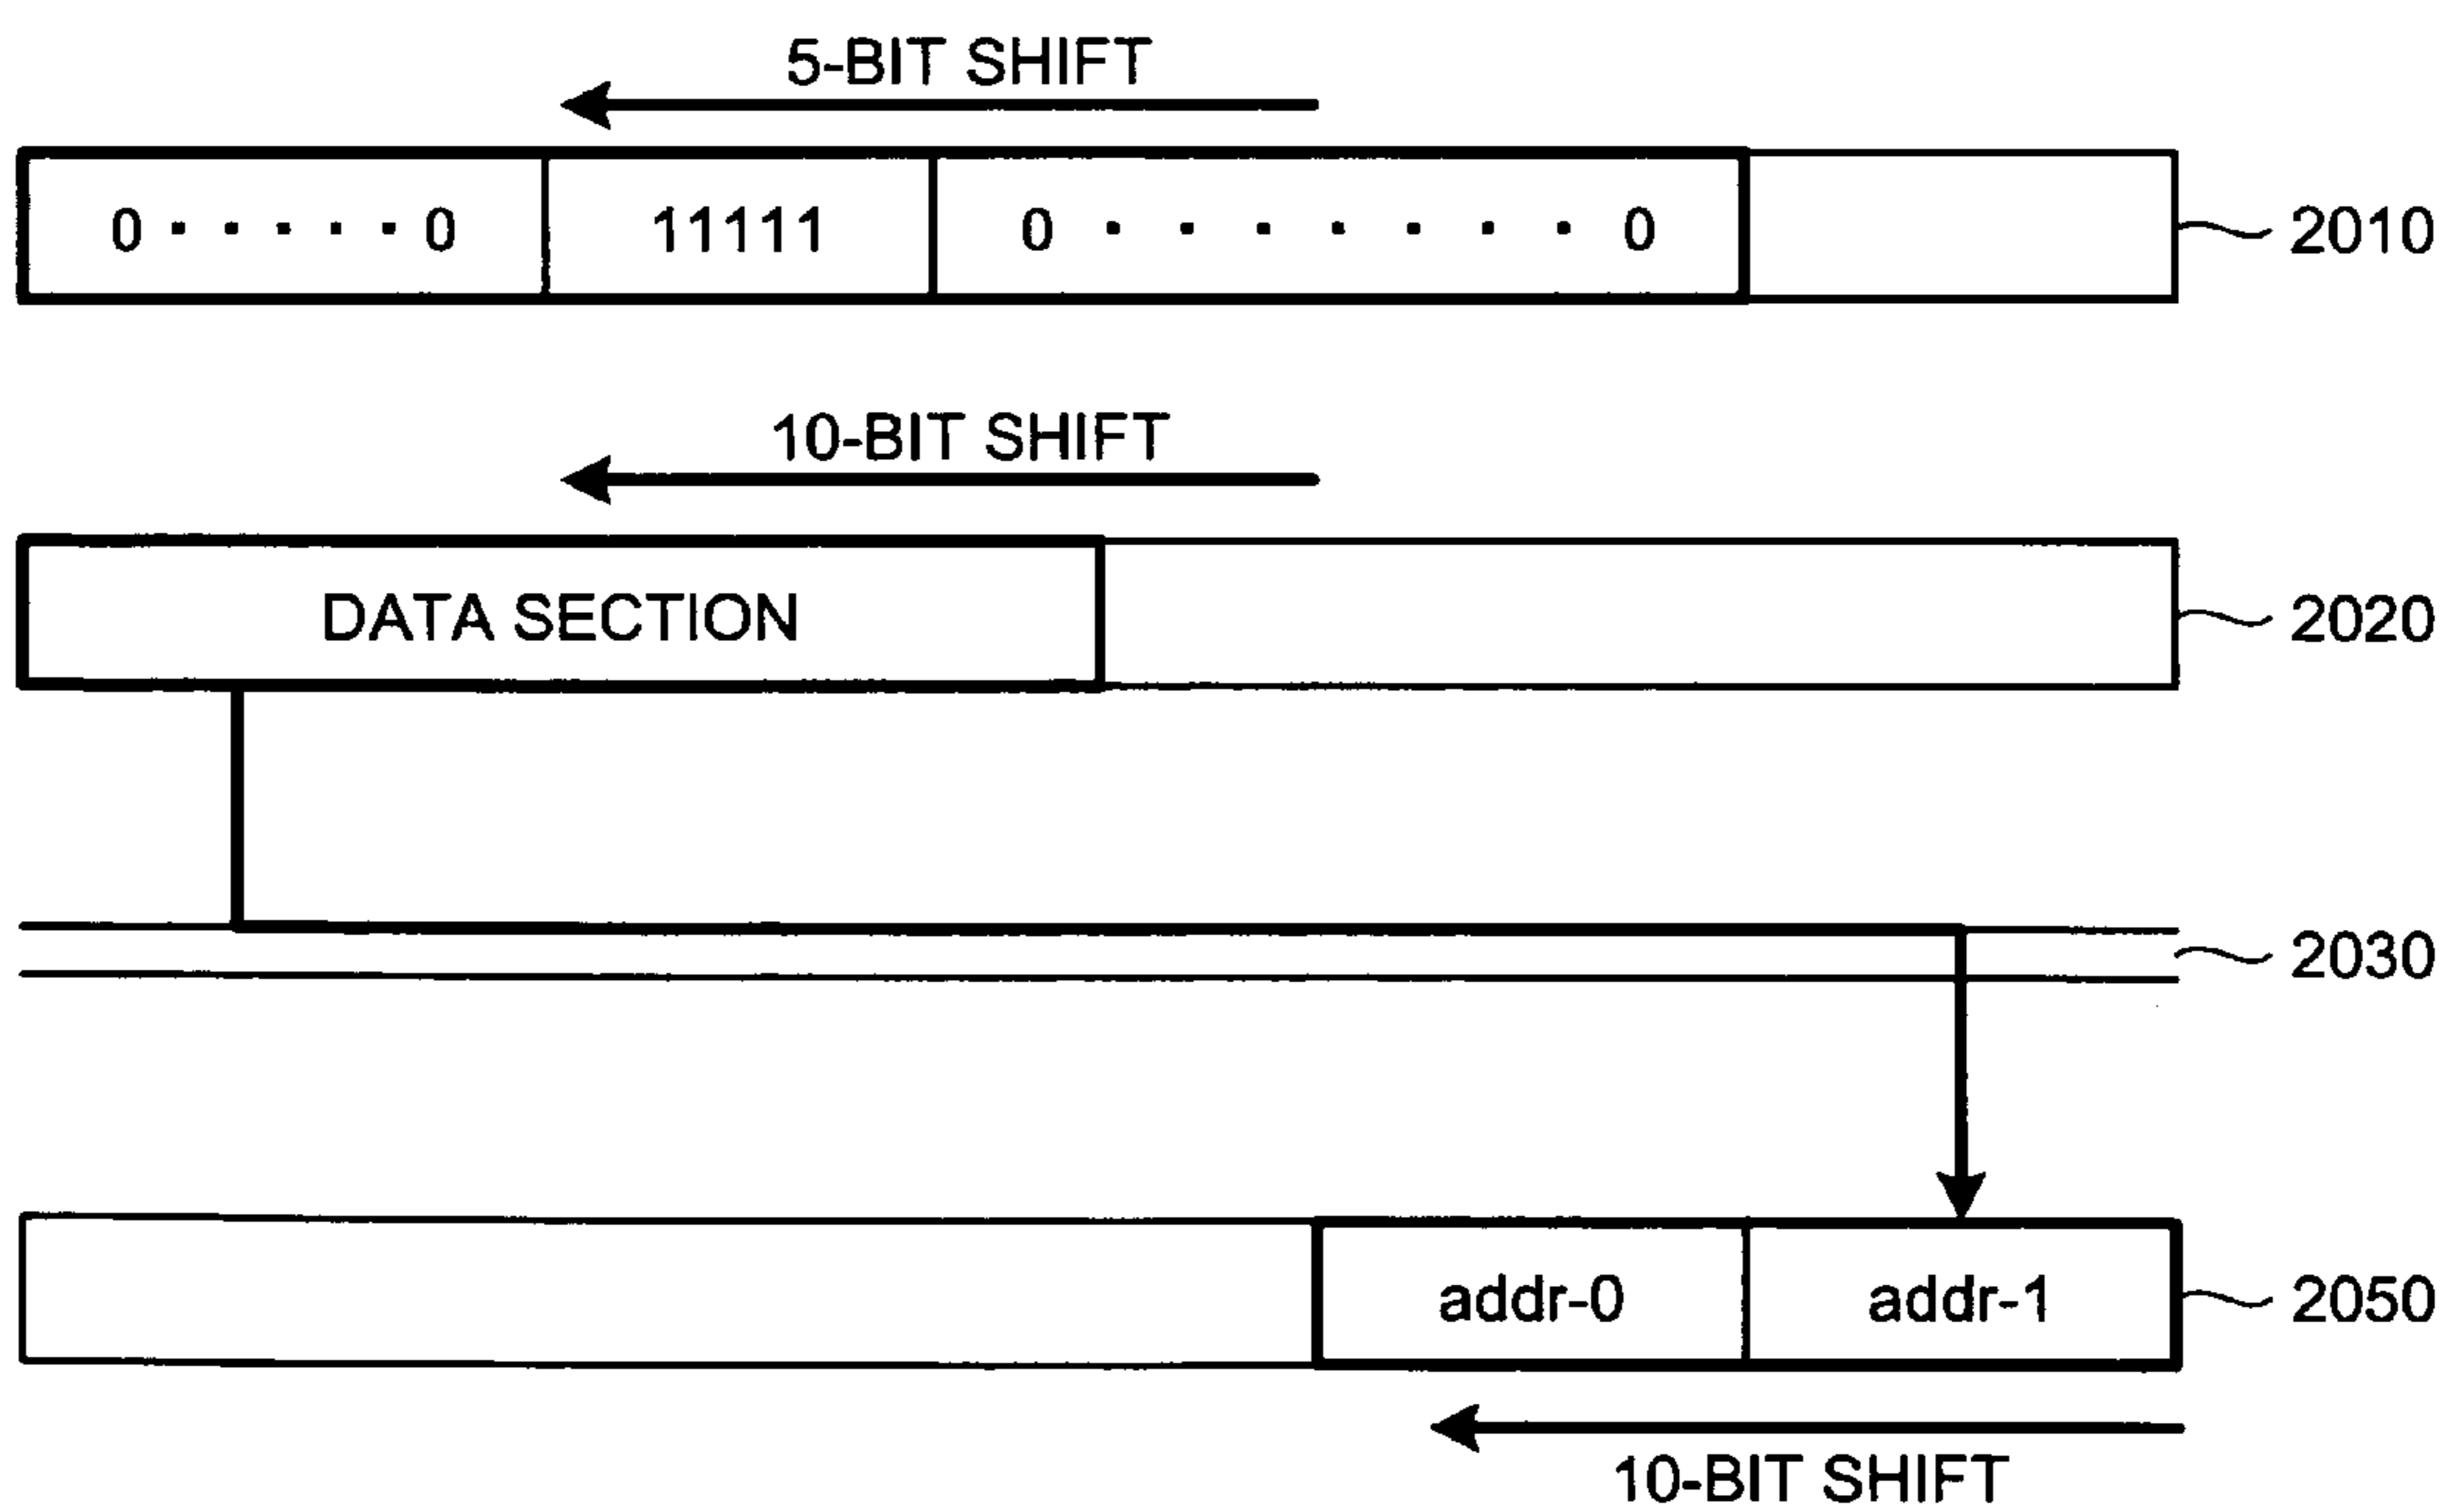 5-BIT SHIFT
0 · · · · · 0 11111 0 · · · · · · · 0 2010
10-BIT SHIFT
DATA SECTION 2020
2030
addr-0 addr-1 2050
10-BIT SHIFT